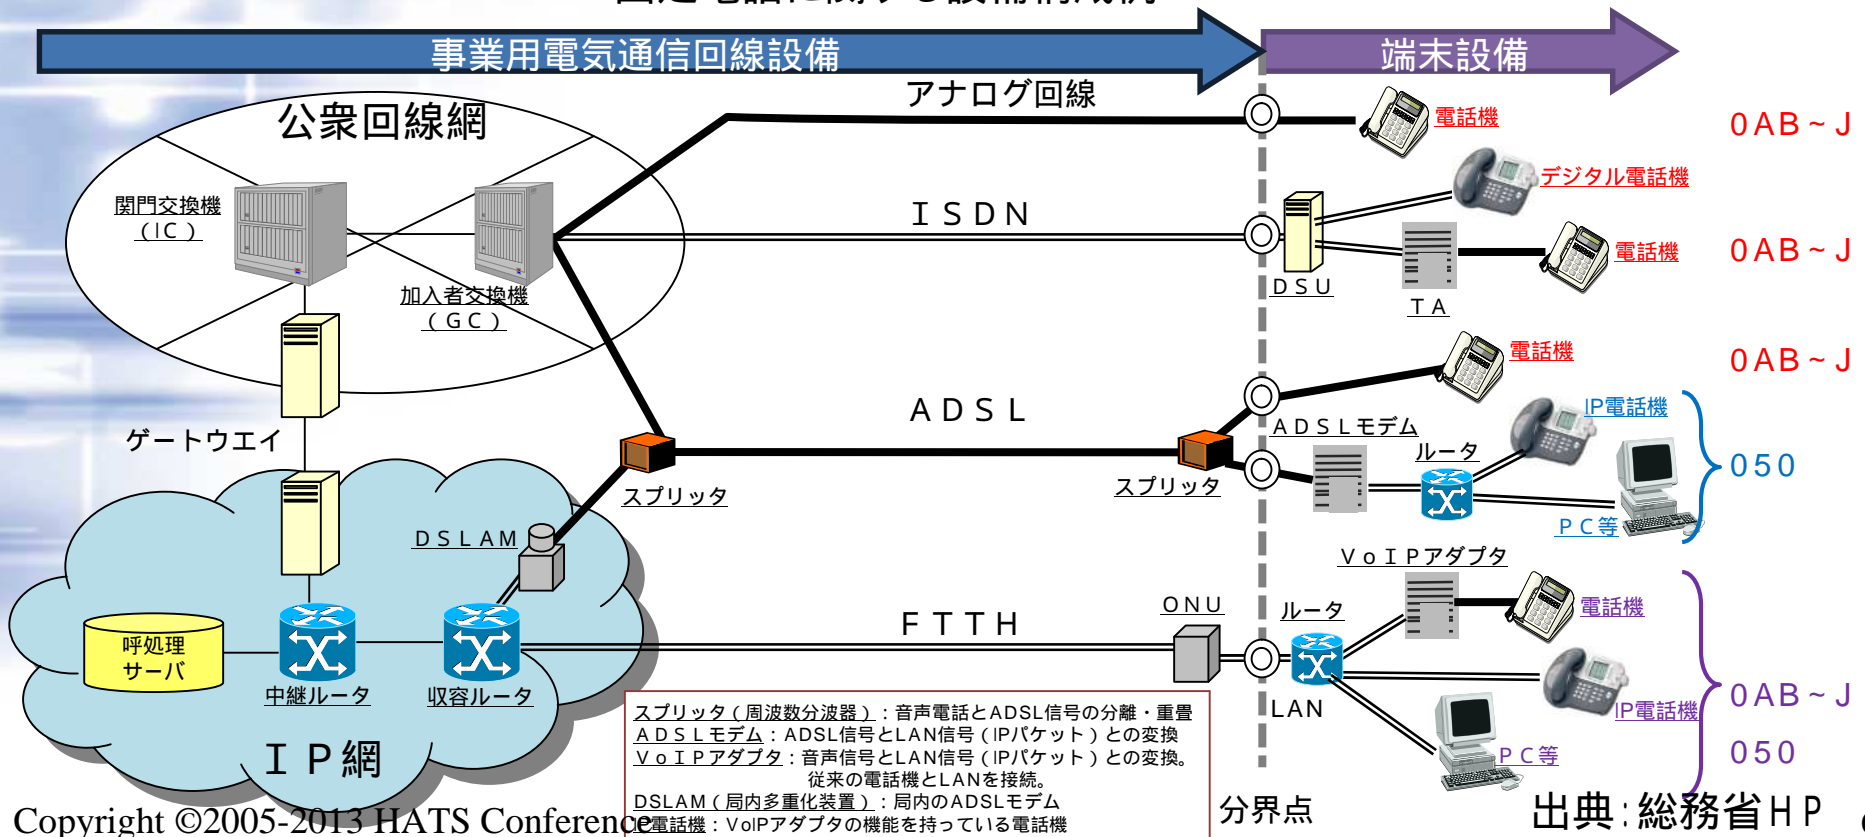 事業用電気通信回線設備
端末設備
アナログ回線
公衆回線網
電話機
0AB~J
関門交換機
(IC)
ISDN
デジタル電話機
電話機
0AB~J
加入者交換機
(GC)
DSU
TA
電話機
0AB~J
ADSL
IP電話機
ゲートウエイ
ADSLモデム
ルータ
050
スプリッタ
スプリッタ
PC等
DSLAM
VoIPアダプタ
ONU
ルータ
電話機
FTTH
呼処理
サーバ
中継ルータ
収容ルータ
LAN
IP電話機
0AB~J
PC等
050
IP網
スプリッタ(周波数分波器):音声電話とADSL信号の分離・重畳
ADSLモデム:ADSL信号とLAN信号(IPパケット)との変換
VoIPアダプタ:音声信号とLAN信号(IPパケット)との変換。
従来の電話機とLANを接続。
DSLAM(局内多重化装置):局内のADSLモデム
電話機:VoIPアダプタの機能を持っている電話機
分界点
出典:総務省HP
Copyright ©2005-2013 HATS Conference